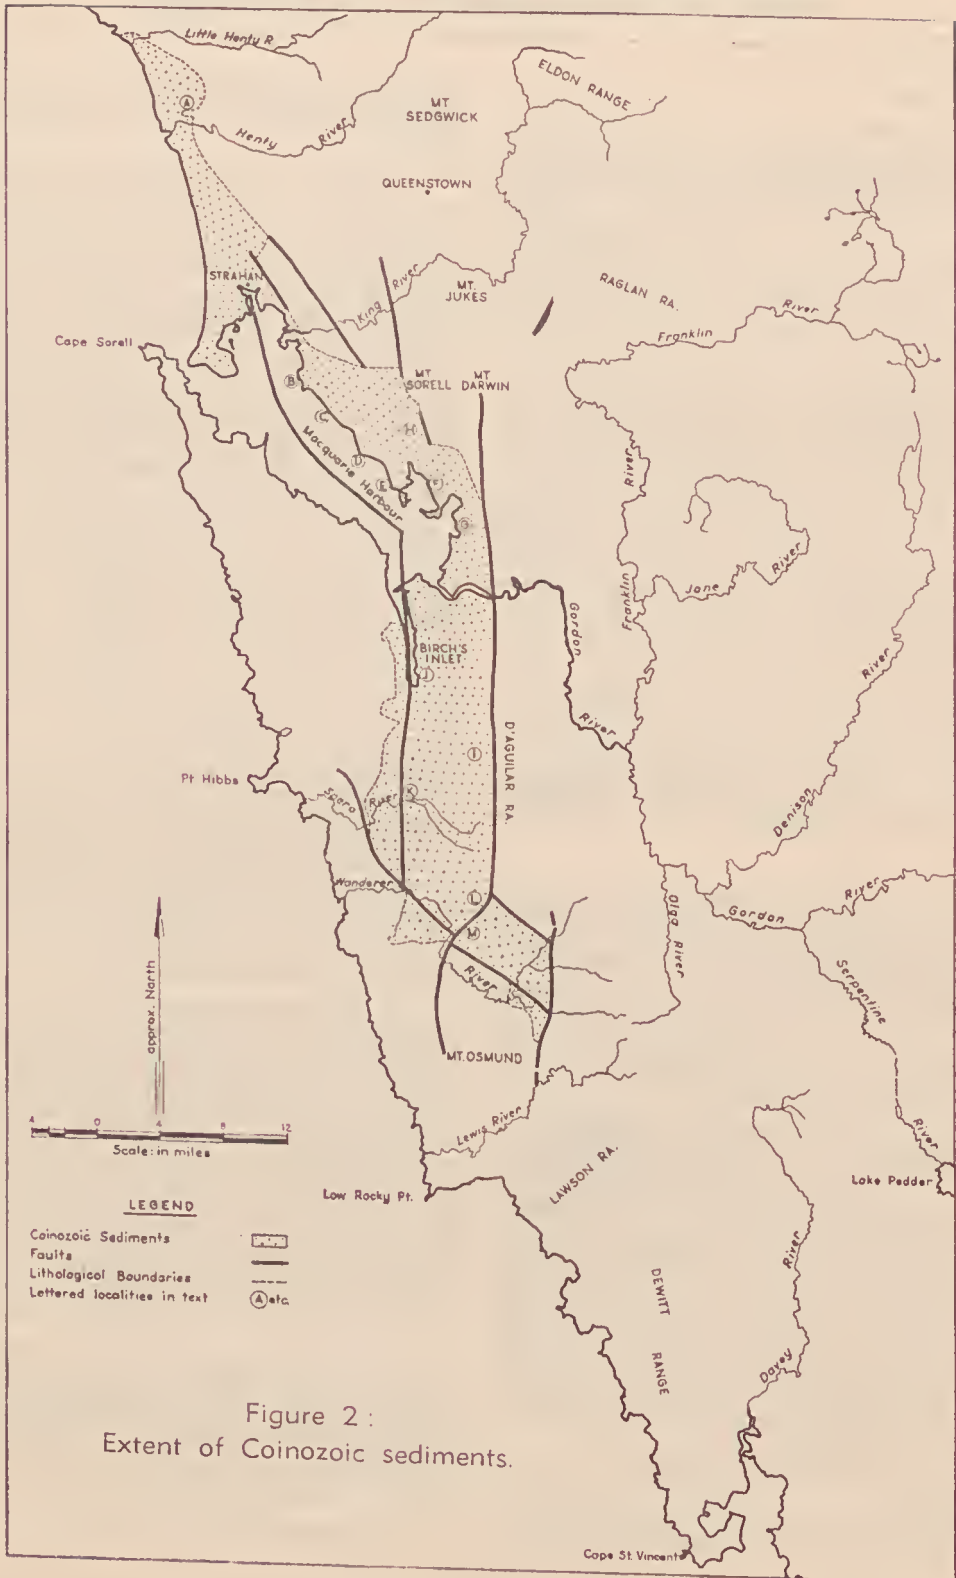 Little Henty R.
ELDON RANGE
MT
SEDGWICK
A
Henty River
QUEENSTOWN
STRAHAN
King River
MT.
JUKES
RAGLAN RA.
Franklin River
Cape Sorell
MT
SORELL
MT
DARWIN
B
C
H
Macquarie Harbour
D
E
F
G
River
Franklin
Jane River
Gordon
River
River
Denison
BIRCH'S
INLET
J
D'AGUILAR RA.
I
Pt Hibbs
Spero River
K
Wanderer
River
L
M
Olga River
Gordon River
Serpentine
River
Lake Pedder
approx. North
MT. OSMUND
4 0 4 8 12
Scale: in miles
Lewis River
Low Rocky Pt.
LAWSON RA.
LEGEND
Coinozoic Sediments
Faults
Lithological Boundaries
Lettered localities in text
A etc.
DEWITT RANGE
River
Davey
Figure 2 :
Extent of Coinozoic sediments.
Cape St. Vincent